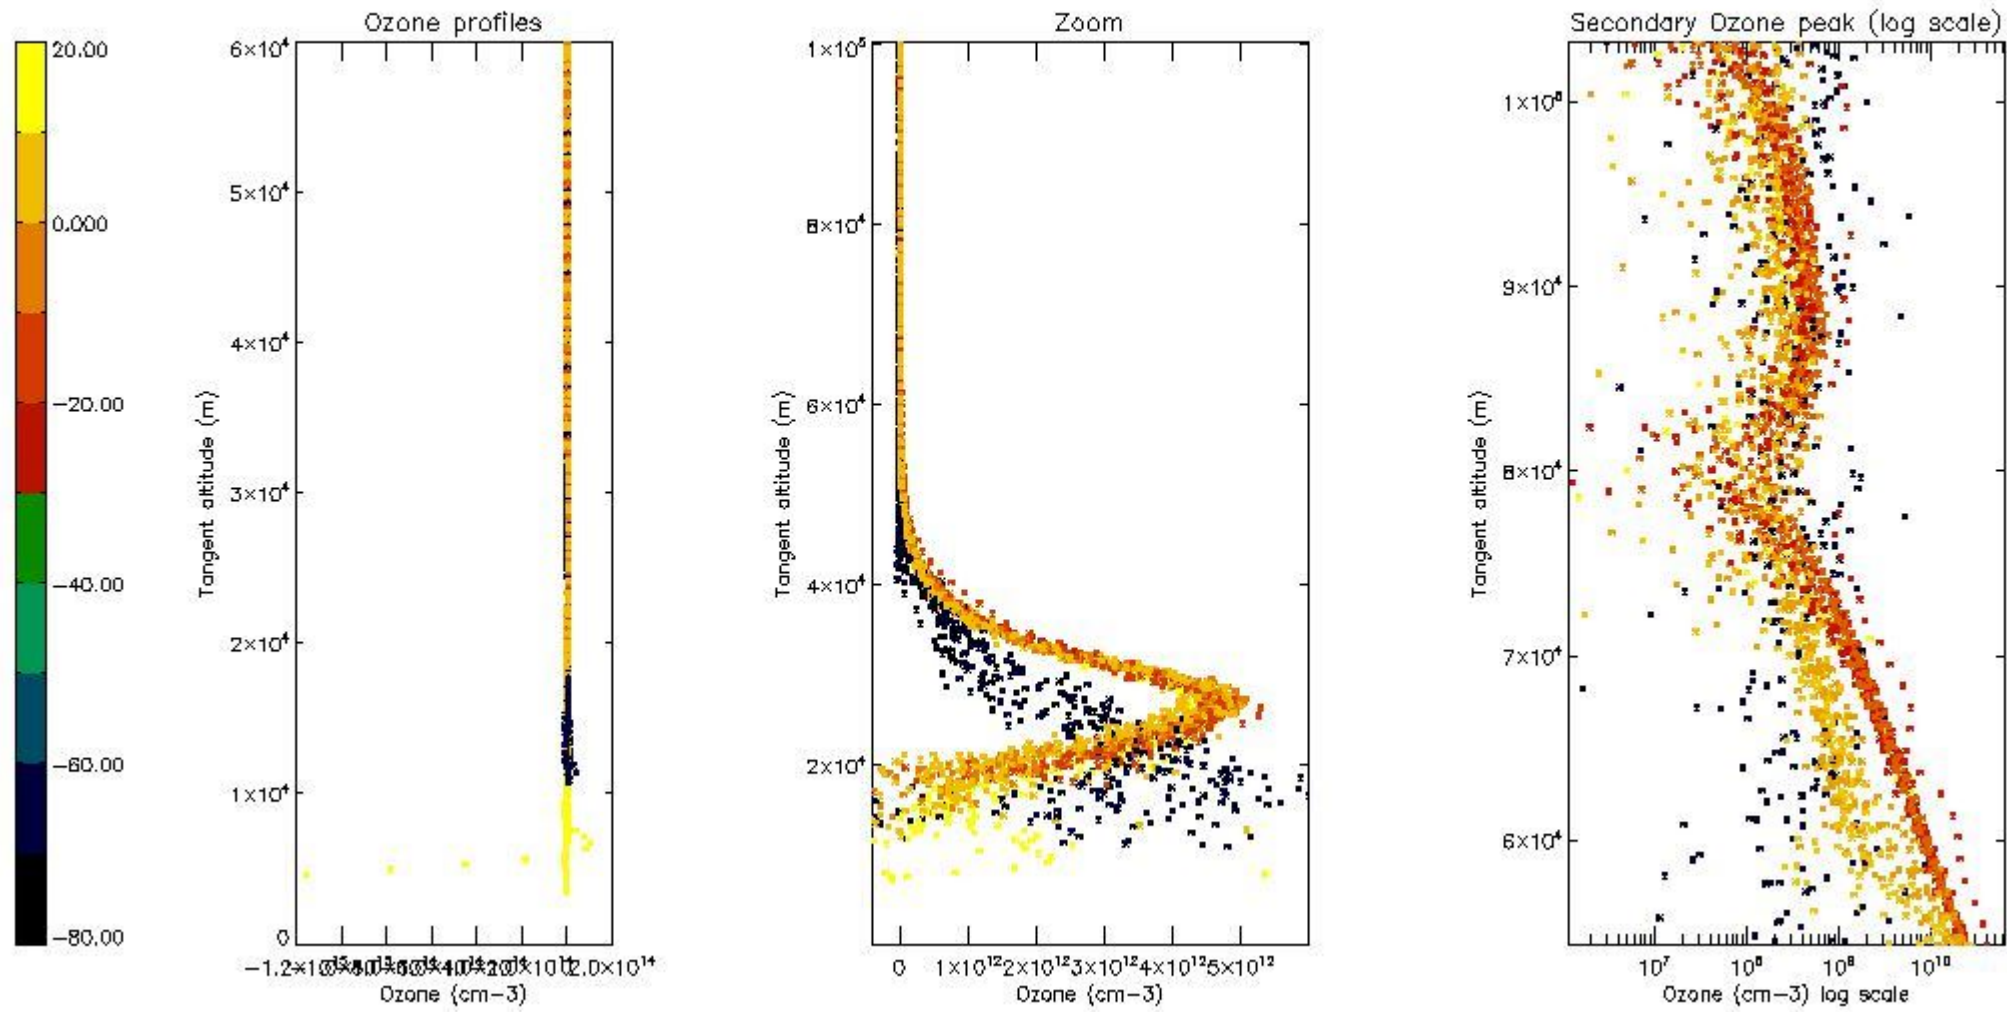 Ozone profiles
Zoom
Secondary Ozone peak (log scale)
20.00
0.000
−20.00
−40.00
−60.00
−80.00
6×10⁴
5×10⁴
4×10⁴
3×10⁴
2×10⁴
1×10⁴
0
Tangent altitude (m)
2.0×10¹⁴
Ozone (cm−3)
1×10⁵
8×10⁴
6×10⁴
4×10⁴
2×10⁴
Tangent altitude (m)
0 1×10¹² 2×10¹² 3×10¹² 4×10¹² 5×10¹²
Ozone (cm−3)
9×10⁴
8×10⁴
7×10⁴
6×10⁴
Tangent altitude (m)
10⁷ 10⁸ 10⁹ 10¹⁰
Ozone (cm−3) log scale